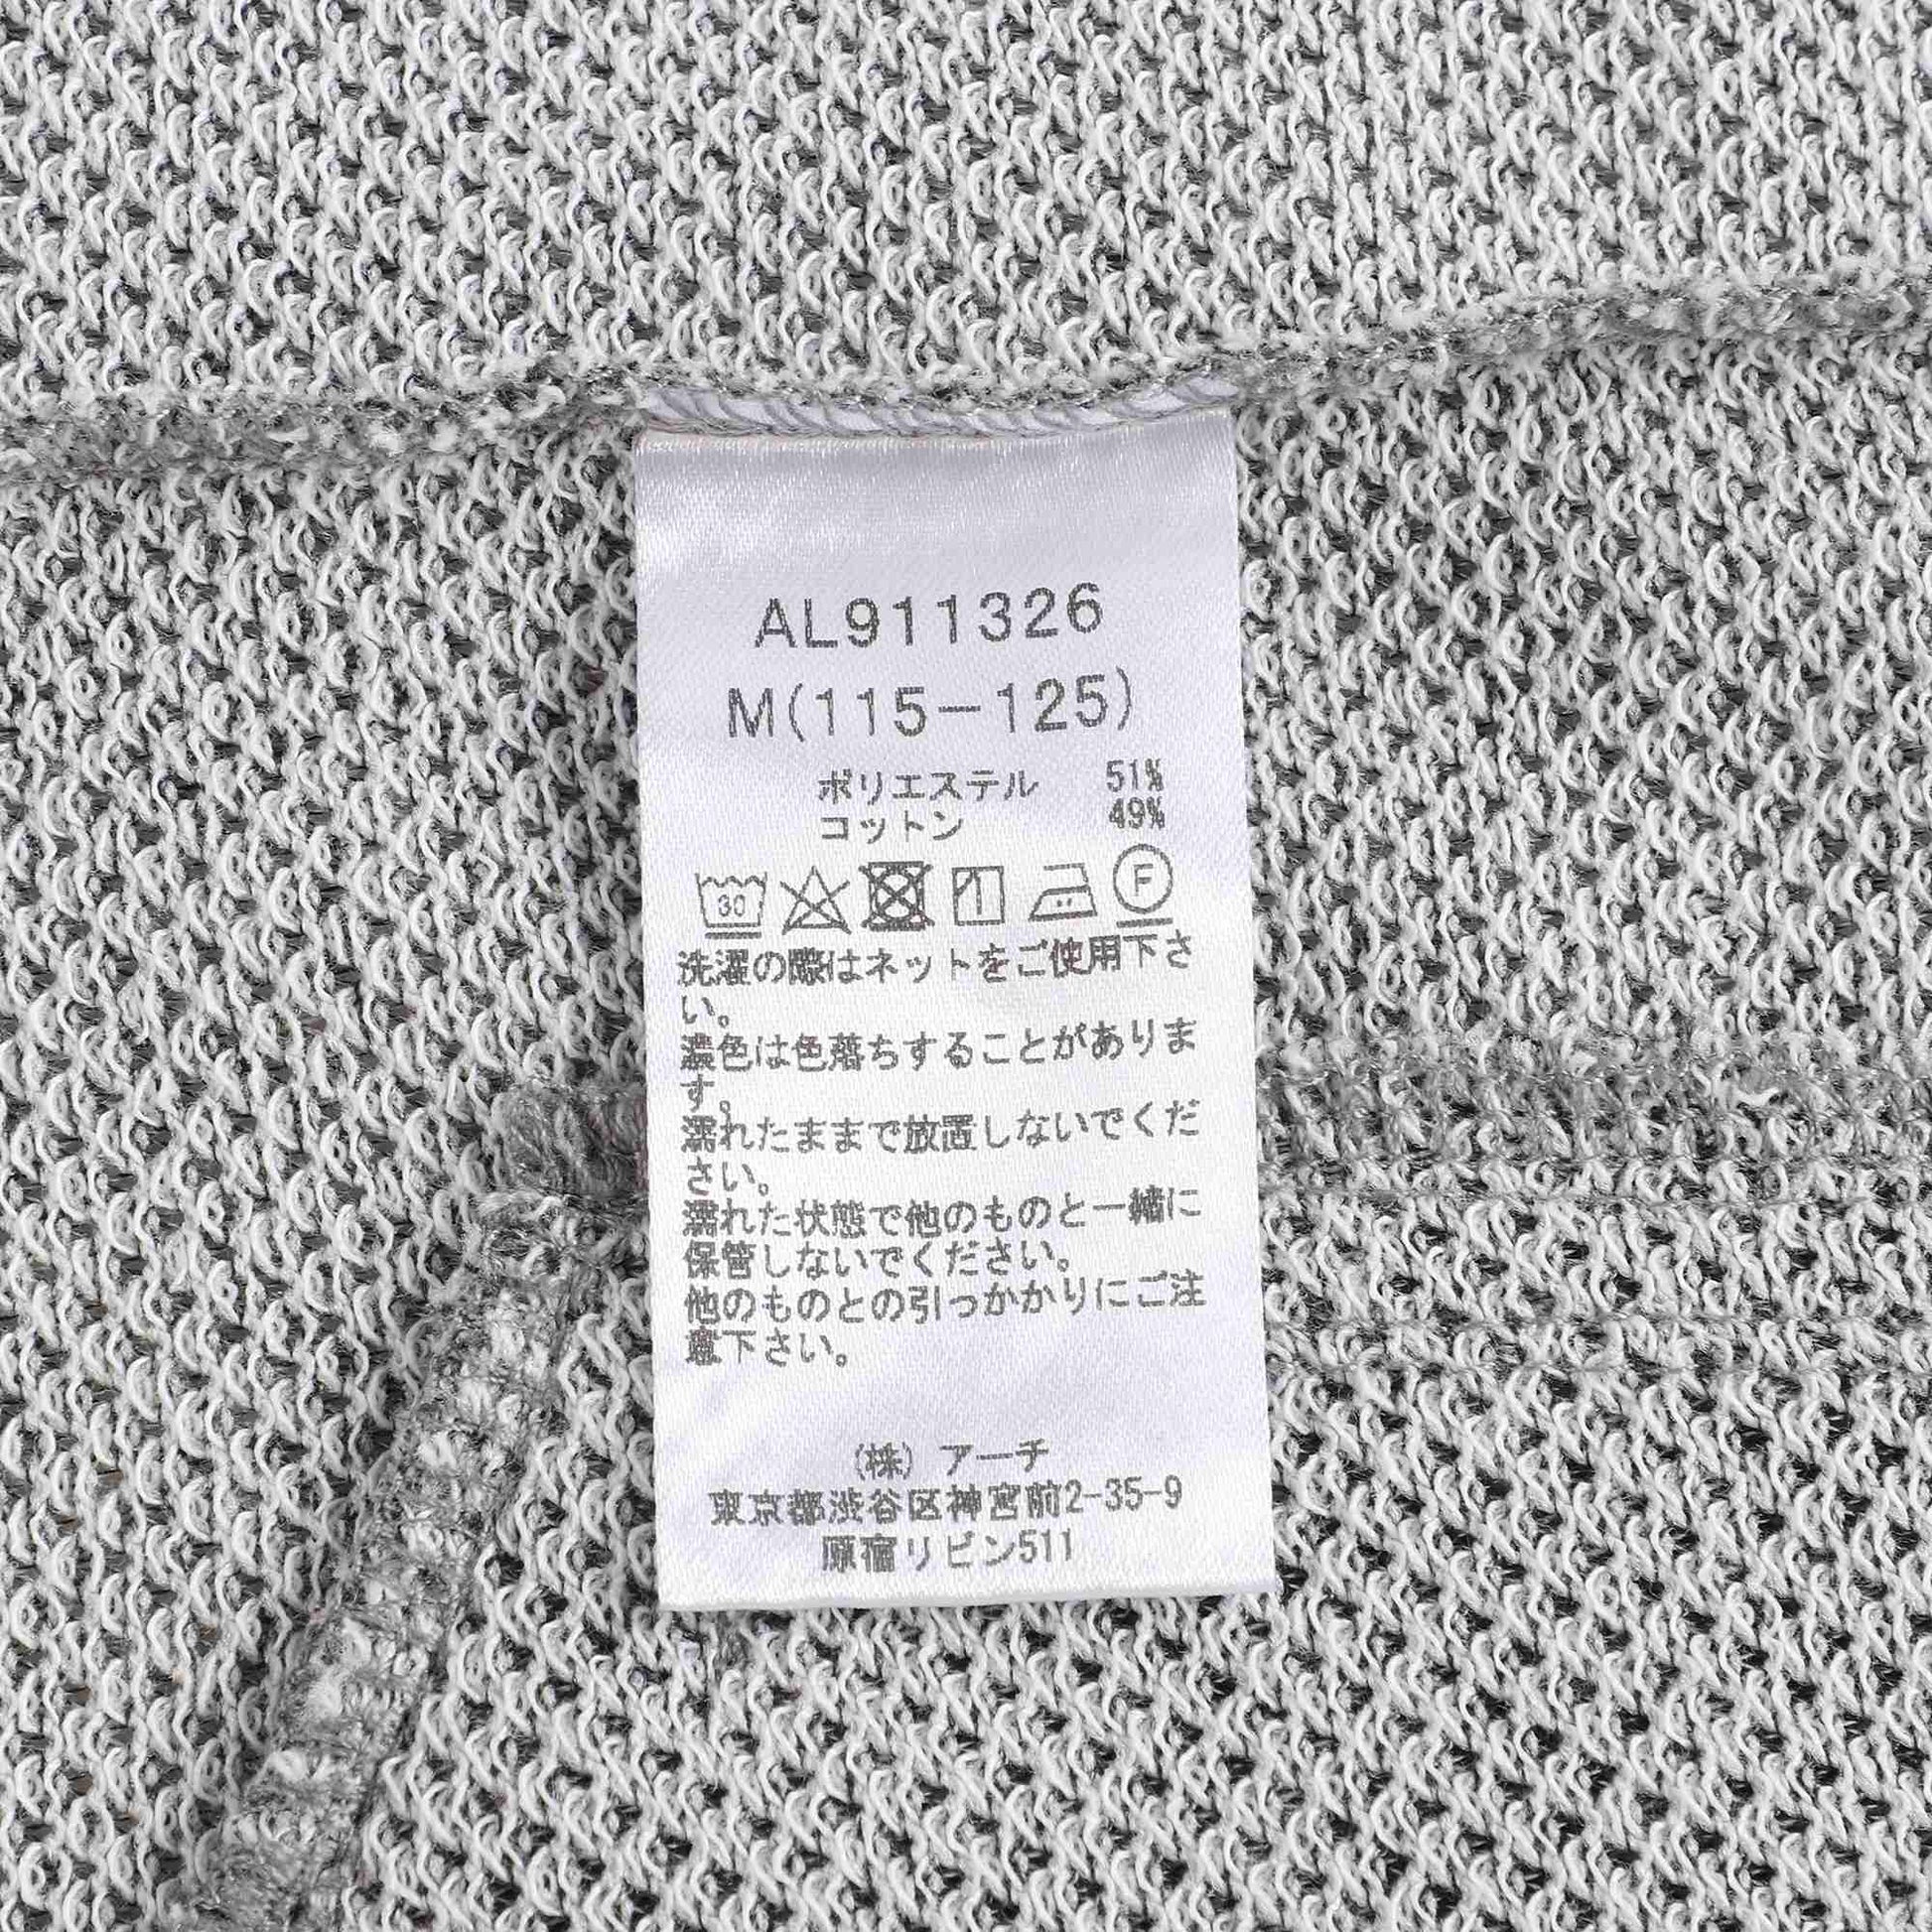 AL911326
M(115-125)
ポリエステル 51%
コットン 49%
30 F
洗濯の際はネットをご使用下さ
い。
濃色は色落ちすることがありま
す。
濡れたままで放置しないでくだ
さい。
濡れた状態で他のものと一緒に
保管しないでください。
他のものとの引っかかりにご注
意下さい。
(株) アーチ
東京都渋谷区神宮前2-35-9
原宿リビン511